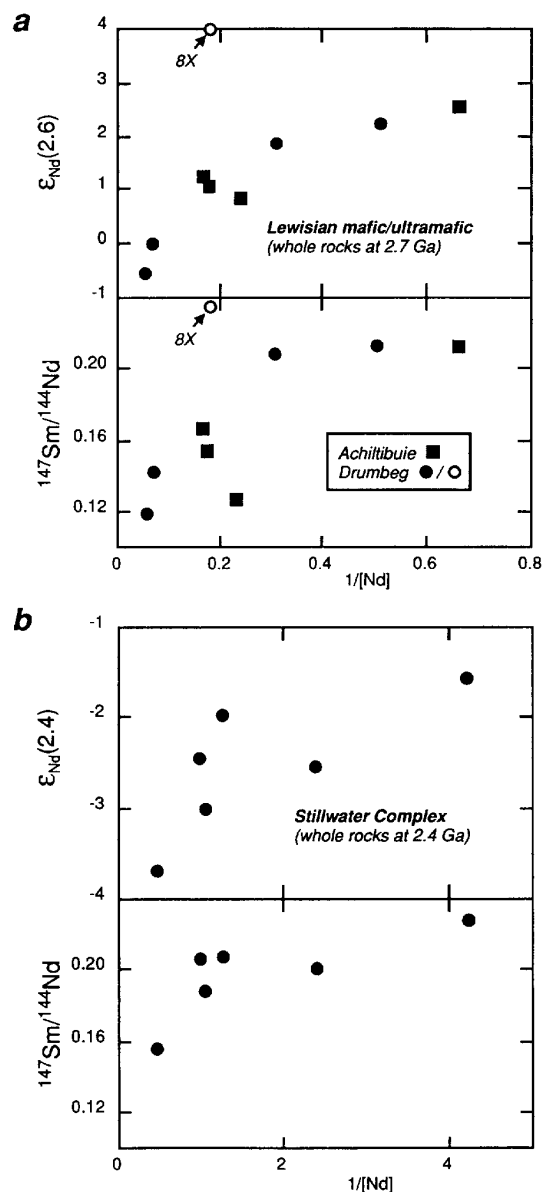 a
4
8X
3
2
1
0
-1
εNd(2.6)
Lewisian mafic/ultramafic
(whole rocks at 2.7 Ga)
8X
0.20
0.16
0.12
147Sm/144Nd
Achiltibuie ■
Drumbeg ● / ○
0 0.2 0.4 0.6 0.8
1/[Nd]
b
-1
-2
-3
-4
εNd(2.4)
Stillwater Complex
(whole rocks at 2.4 Ga)
0.20
0.16
0.12
147Sm/144Nd
0 2 4
1/[Nd]